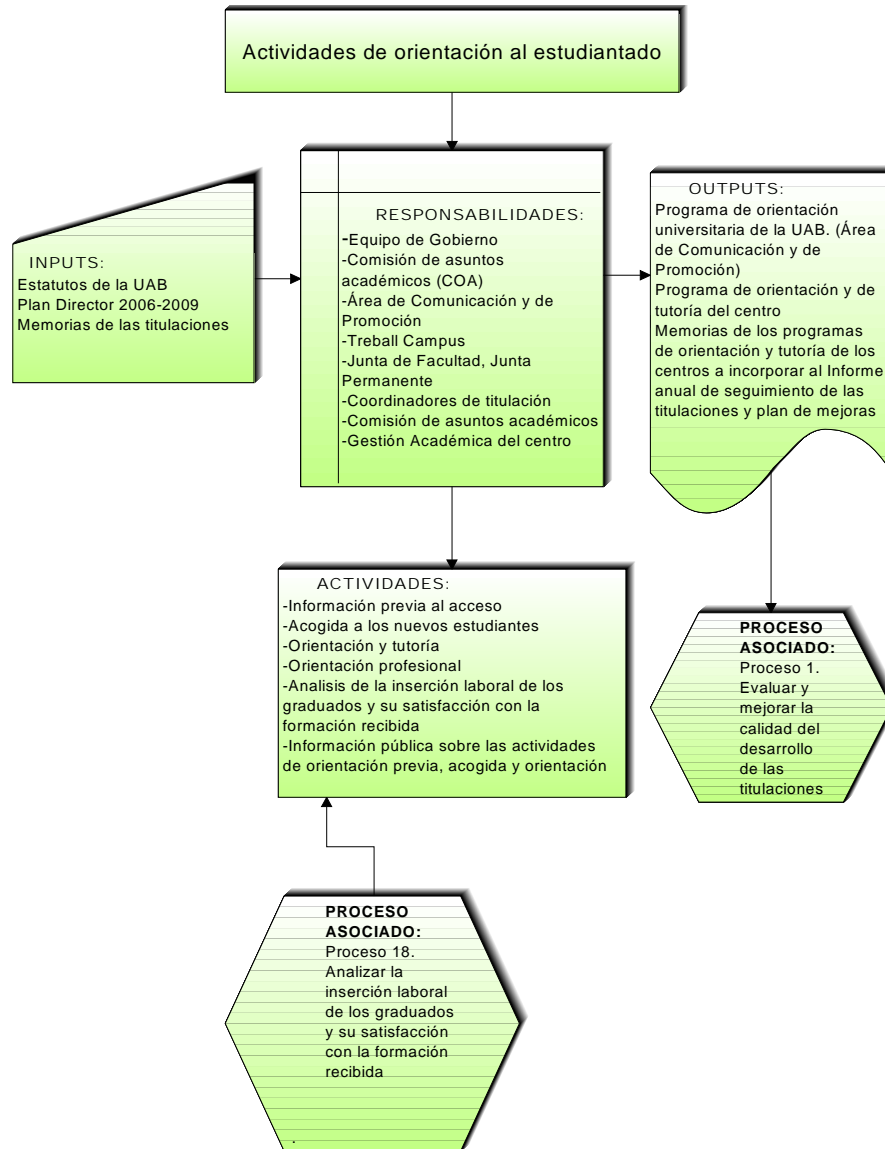 Actividades de orientación al estudiantado
INPUTS:
Estatutos de la UAB
Plan Director 2006-2009
Memorias de las titulaciones
RESPONSABILIDADES:
-Equipo de Gobierno
-Comisión de asuntos
académicos (COA)
-Área de Comunicación y de
Promoción
-Treball Campus
-Junta de Facultad, Junta
Permanente
-Coordinadores de titulación
-Comisión de asuntos académicos
-Gestión Académica del centro
OUTPUTS:
Programa de orientación
universitaria de la UAB. (Área
de Comunicación y de
Promoción)
Programa de orientación y de
tutoría del centro
Memorias de los programas
de orientación y tutoría de los
centros a incorporar al Informe
anual de seguimiento de las
titulaciones y plan de mejoras
ACTIVIDADES:
-Información previa al acceso
-Acogida a los nuevos estudiantes
-Orientación y tutoría
-Orientación profesional
-Analisis de la inserción laboral de los
graduados y su satisfacción con la
formación recibida
-Información pública sobre las actividades
de orientación previa, acogida y orientación
PROCESO
ASOCIADO:
Proceso 1.
Evaluar y
mejorar la
calidad del
desarrollo
de las
titulaciones
PROCESO
ASOCIADO:
Proceso 18.
Analizar la
inserción laboral
de los graduados
y su satisfacción
con la formación
recibida
.